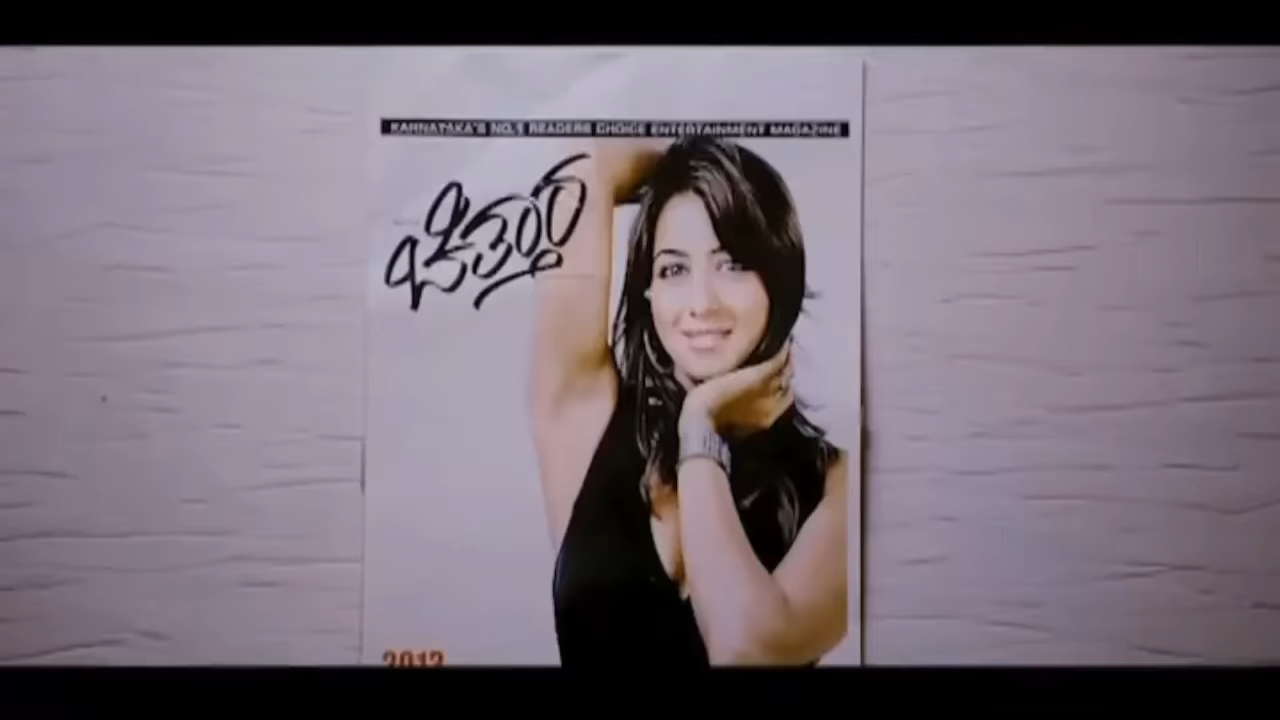 KARNATAKA'S NO.1 READERS CHOICE ENTERTAINMENT MAGAZINE
ಚಿತ್ತಾರ